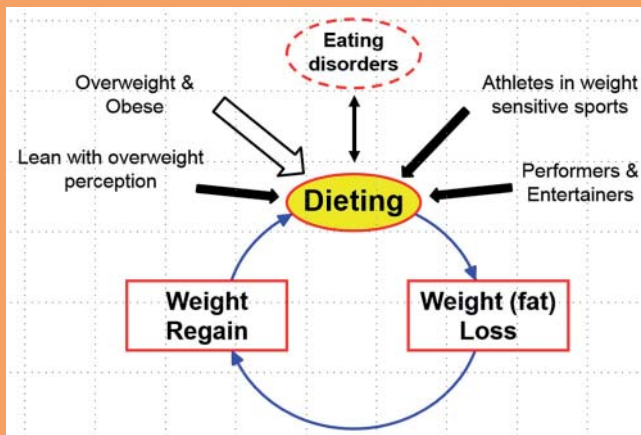 Eating
disorders
Overweight &
Obese
Athletes in weight
sensitive sports
Lean with overweight
perception
Performers &
Entertainers
Dieting
Weight
Regain
Weight (fat)
Loss